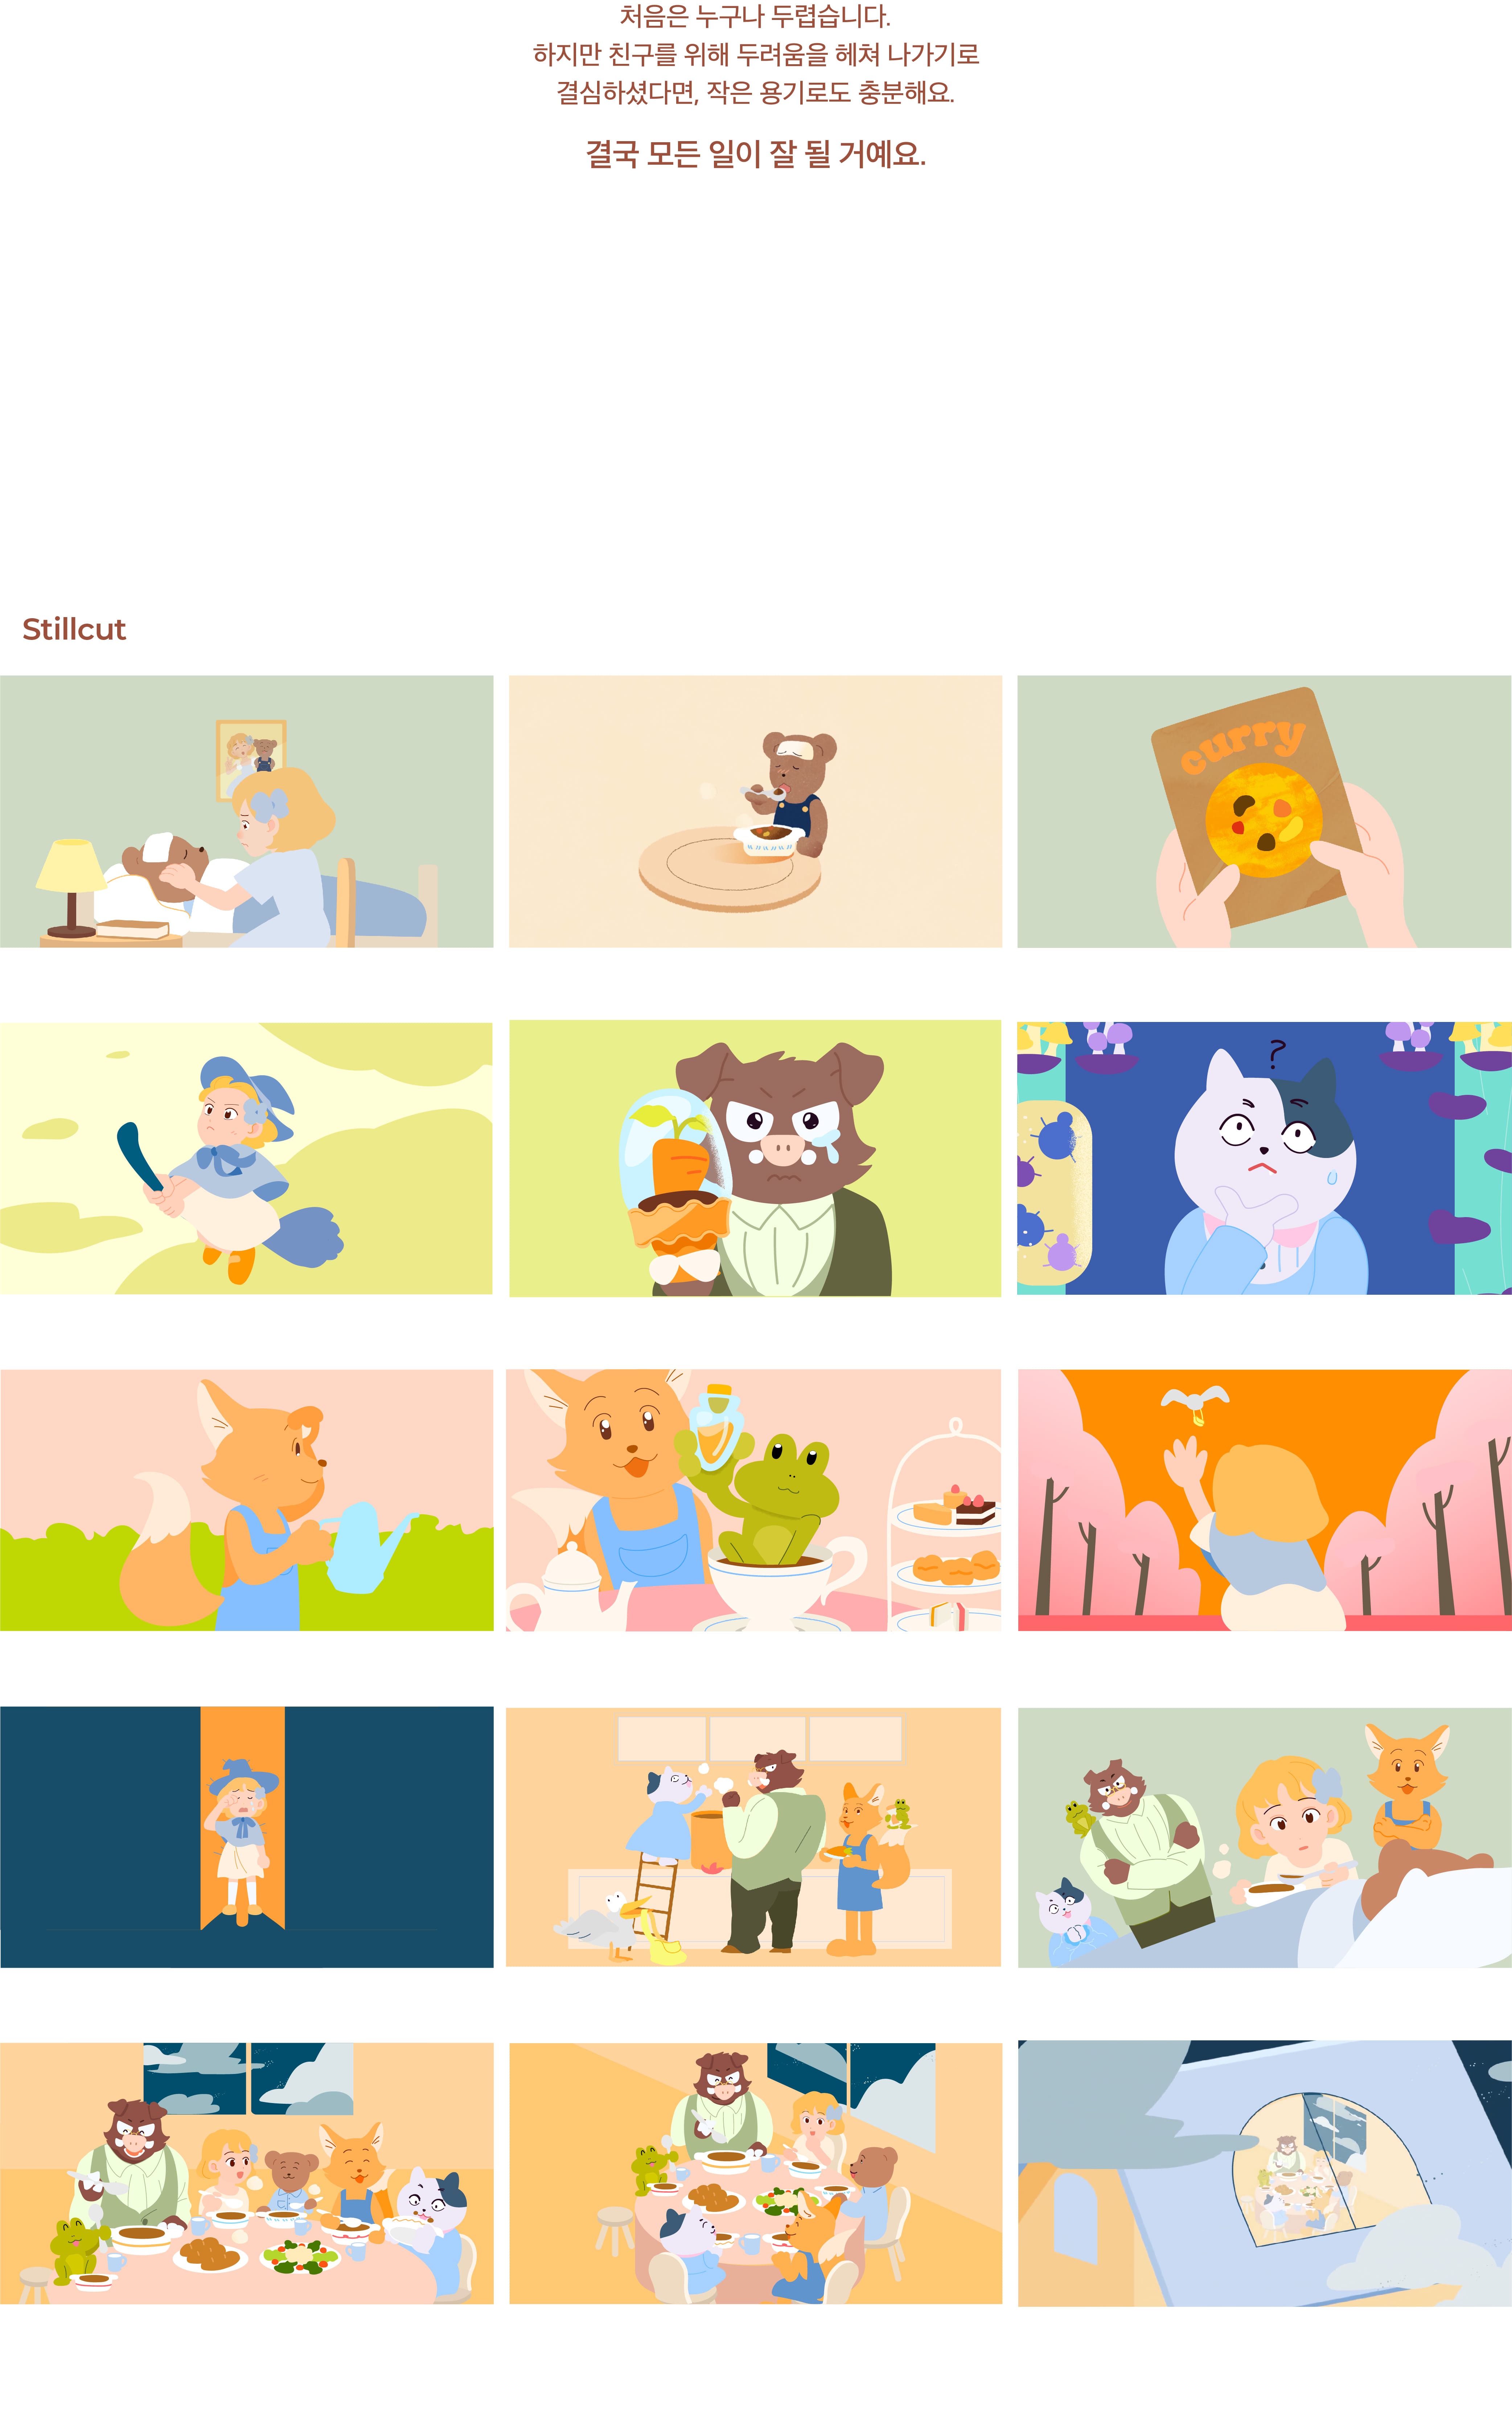 처음은 누구나 두렵습니다.
하지만 친구를 위해 두려움을 헤쳐 나가기로
결심하셨다면, 작은 용기로도 충분해요.
결국 모든 일이 잘 될 거예요.
Stillcut
curry
?